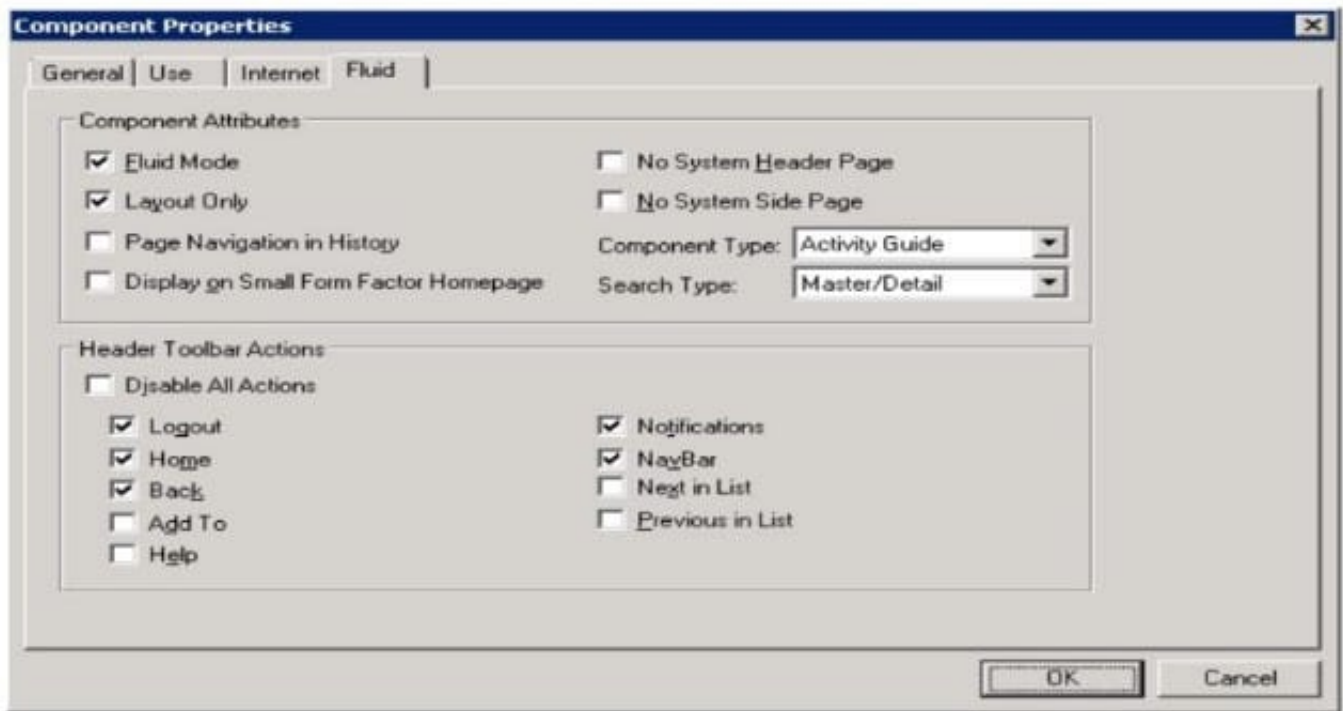 Component Properties
General Use Internet Fluid
Component Attributes
Fluid Mode No System Header Page
Layout Only No System Side Page
Page Navigation in History Component Type: Activity Guide
Display on Small Form Factor Homepage Search Type: Master/Detail
Header Toolbar Actions
Disable All Actions
Logout Notifications
Home NavBar
Back Next in List
Add To Previous in List
Help
OK Cancel